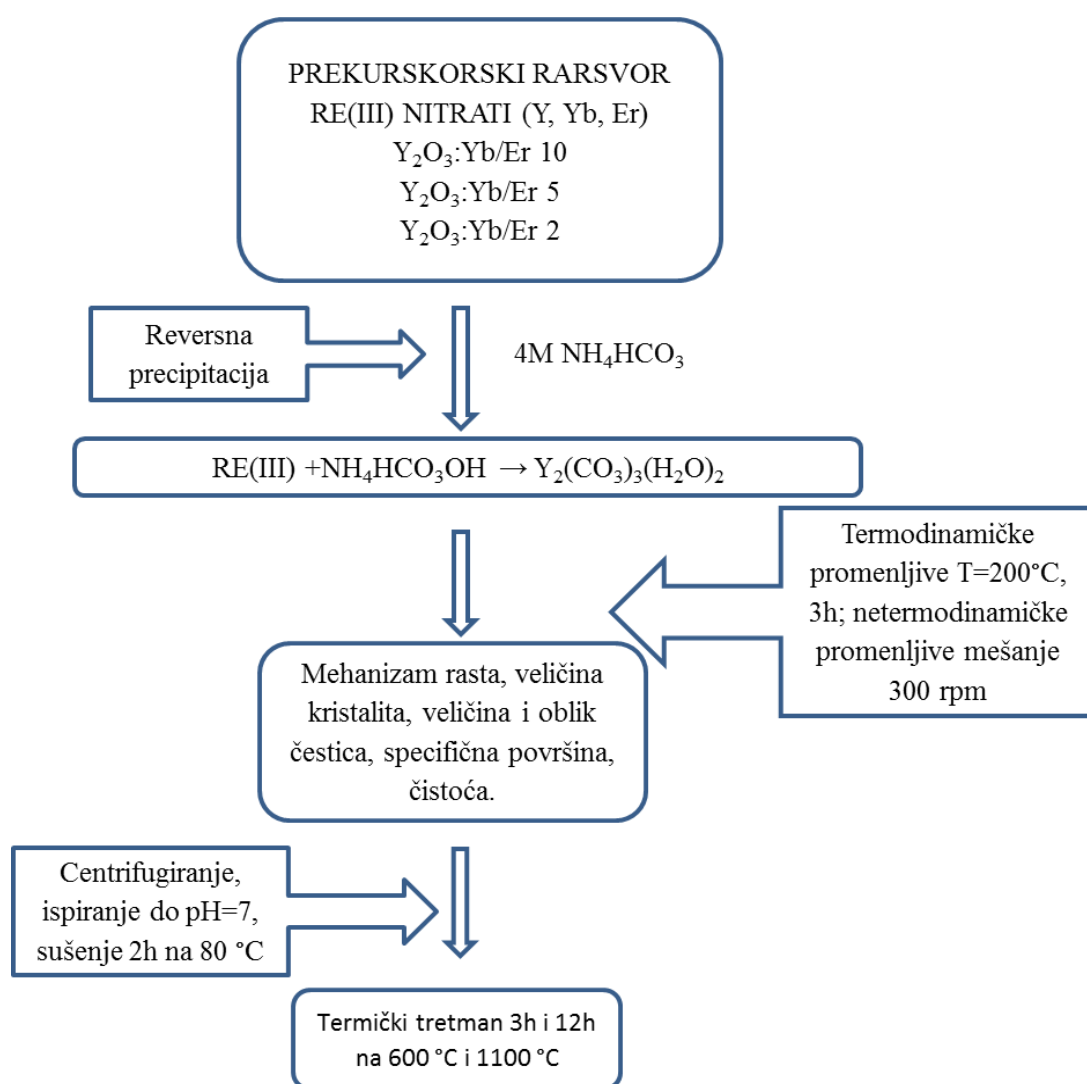 PREKURSKORSKI RARSVOR
RE(III) NITRATI (Y, Yb, Er)
Y₂O₃:Yb/Er 10
Y₂O₃:Yb/Er 5
Y₂O₃:Yb/Er 2
Reversna
precipitacija
4M NH₄HCO₃
RE(III) +NH₄HCO₃OH → Y₂(CO₃)₃(H₂O)₂
Termodinamičke
promenljive T=200°C,
3h; netermodinamičke
promenljive mešanje
300 rpm
Mehanizam rasta, veličina
kristalita, veličina i oblik
čestica, specifična površina,
čistoća.
Centrifugiranje,
ispiranje do pH=7,
sušenje 2h na 80 °C
Termički tretman 3h i 12h
na 600 °C i 1100 °C